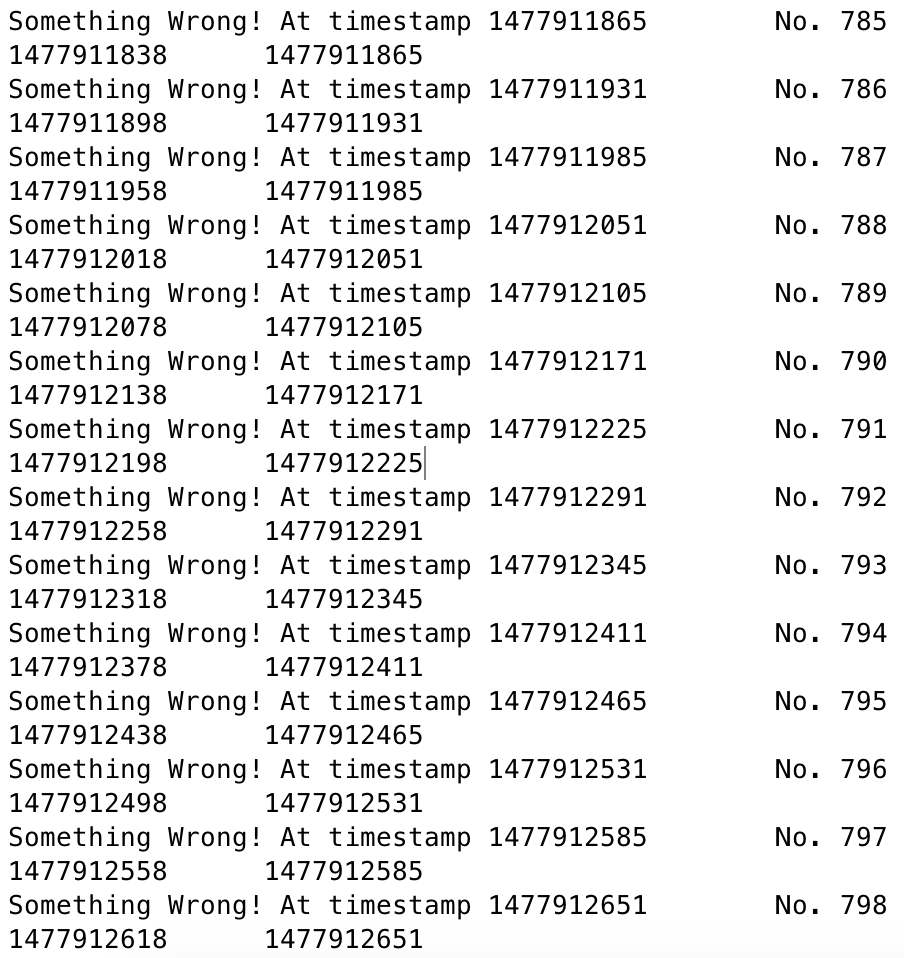 Something Wrong! At timestamp 1477911865 No. 785
1477911838 1477911865
Something Wrong! At timestamp 1477911931 No. 786
1477911898 1477911931
Something Wrong! At timestamp 1477911985 No. 787
1477911958 1477911985
Something Wrong! At timestamp 1477912051 No. 788
1477912018 1477912051
Something Wrong! At timestamp 1477912105 No. 789
1477912078 1477912105
Something Wrong! At timestamp 1477912171 No. 790
1477912138 1477912171
Something Wrong! At timestamp 1477912225 No. 791
1477912198 1477912225
Something Wrong! At timestamp 1477912291 No. 792
1477912258 1477912291
Something Wrong! At timestamp 1477912345 No. 793
1477912318 1477912345
Something Wrong! At timestamp 1477912411 No. 794
1477912378 1477912411
Something Wrong! At timestamp 1477912465 No. 795
1477912438 1477912465
Something Wrong! At timestamp 1477912531 No. 796
1477912498 1477912531
Something Wrong! At timestamp 1477912585 No. 797
1477912558 1477912585
Something Wrong! At timestamp 1477912651 No. 798
1477912618 1477912651